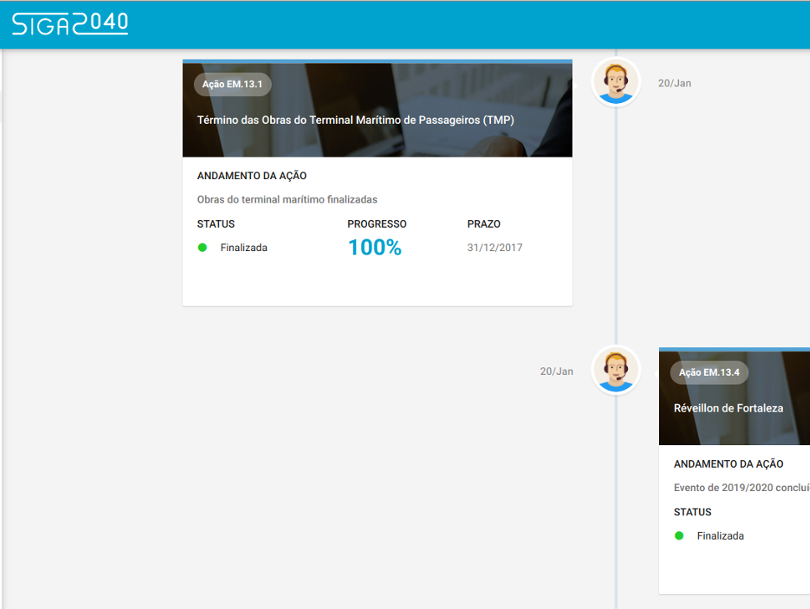 SIGA2040
Ação EM.13.1
20/Jan
Término das Obras do Terminal Marítimo de Passageiros (TMP)
ANDAMENTO DA AÇÃO
Obras do terminal marítimo finalizadas
STATUS PROGRESSO PRAZO
Finalizada 100% 31/12/2017
20/Jan
Ação EM.13.4
Réveillon de Fortaleza
ANDAMENTO DA AÇÃO
Evento de 2019/2020 concluí
STATUS
Finalizada